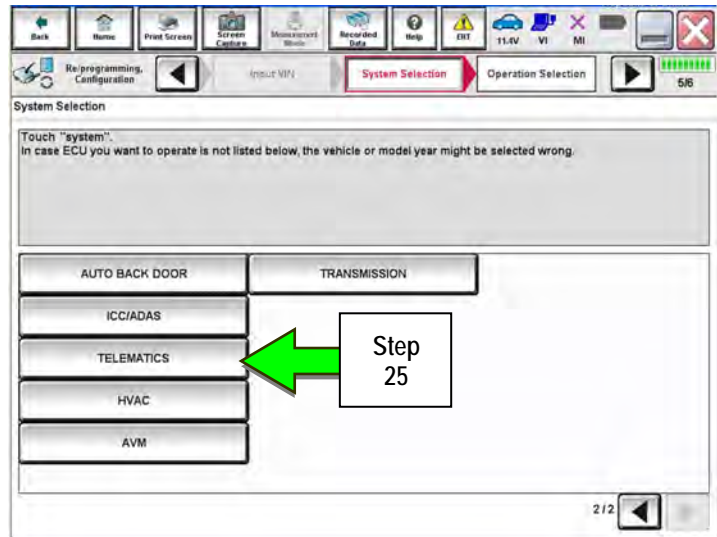 Back
Home
Print Screen
Screen
Capture
Measurement
Mode
Recorded
Data
Help
ERT
11.4V
VI
MI
Re/programming,
Configuration
Input VIN
System Selection
Operation Selection
5/6
System Selection
Touch "system".
In case ECU you want to operate is not listed below, the vehicle or model year might be selected wrong.
AUTO BACK DOOR
TRANSMISSION
ICC/ADAS
TELEMATICS
Step
25
HVAC
AVM
2/2